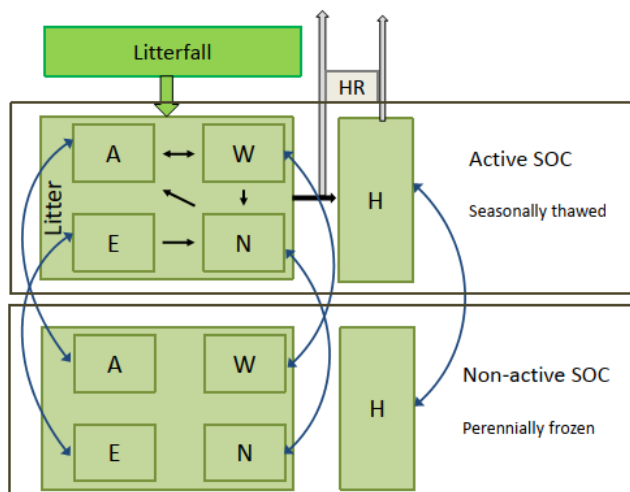 Litterfall
HR
Litter
A
W
E
N
H
Active SOC
Seasonally thawed
A
W
E
N
H
Non-active SOC
Perennially frozen